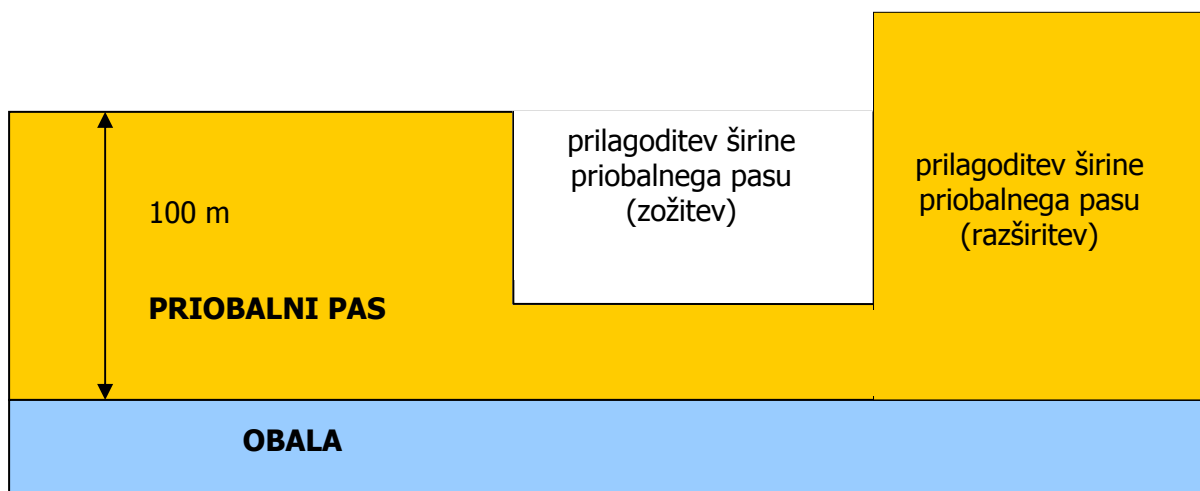 100 m
PRIOBALNI PAS
prilagoditev širine
priobalnega pasu
(zožitev)
prilagoditev širine
priobalnega pasu
(razširitev)
OBALA